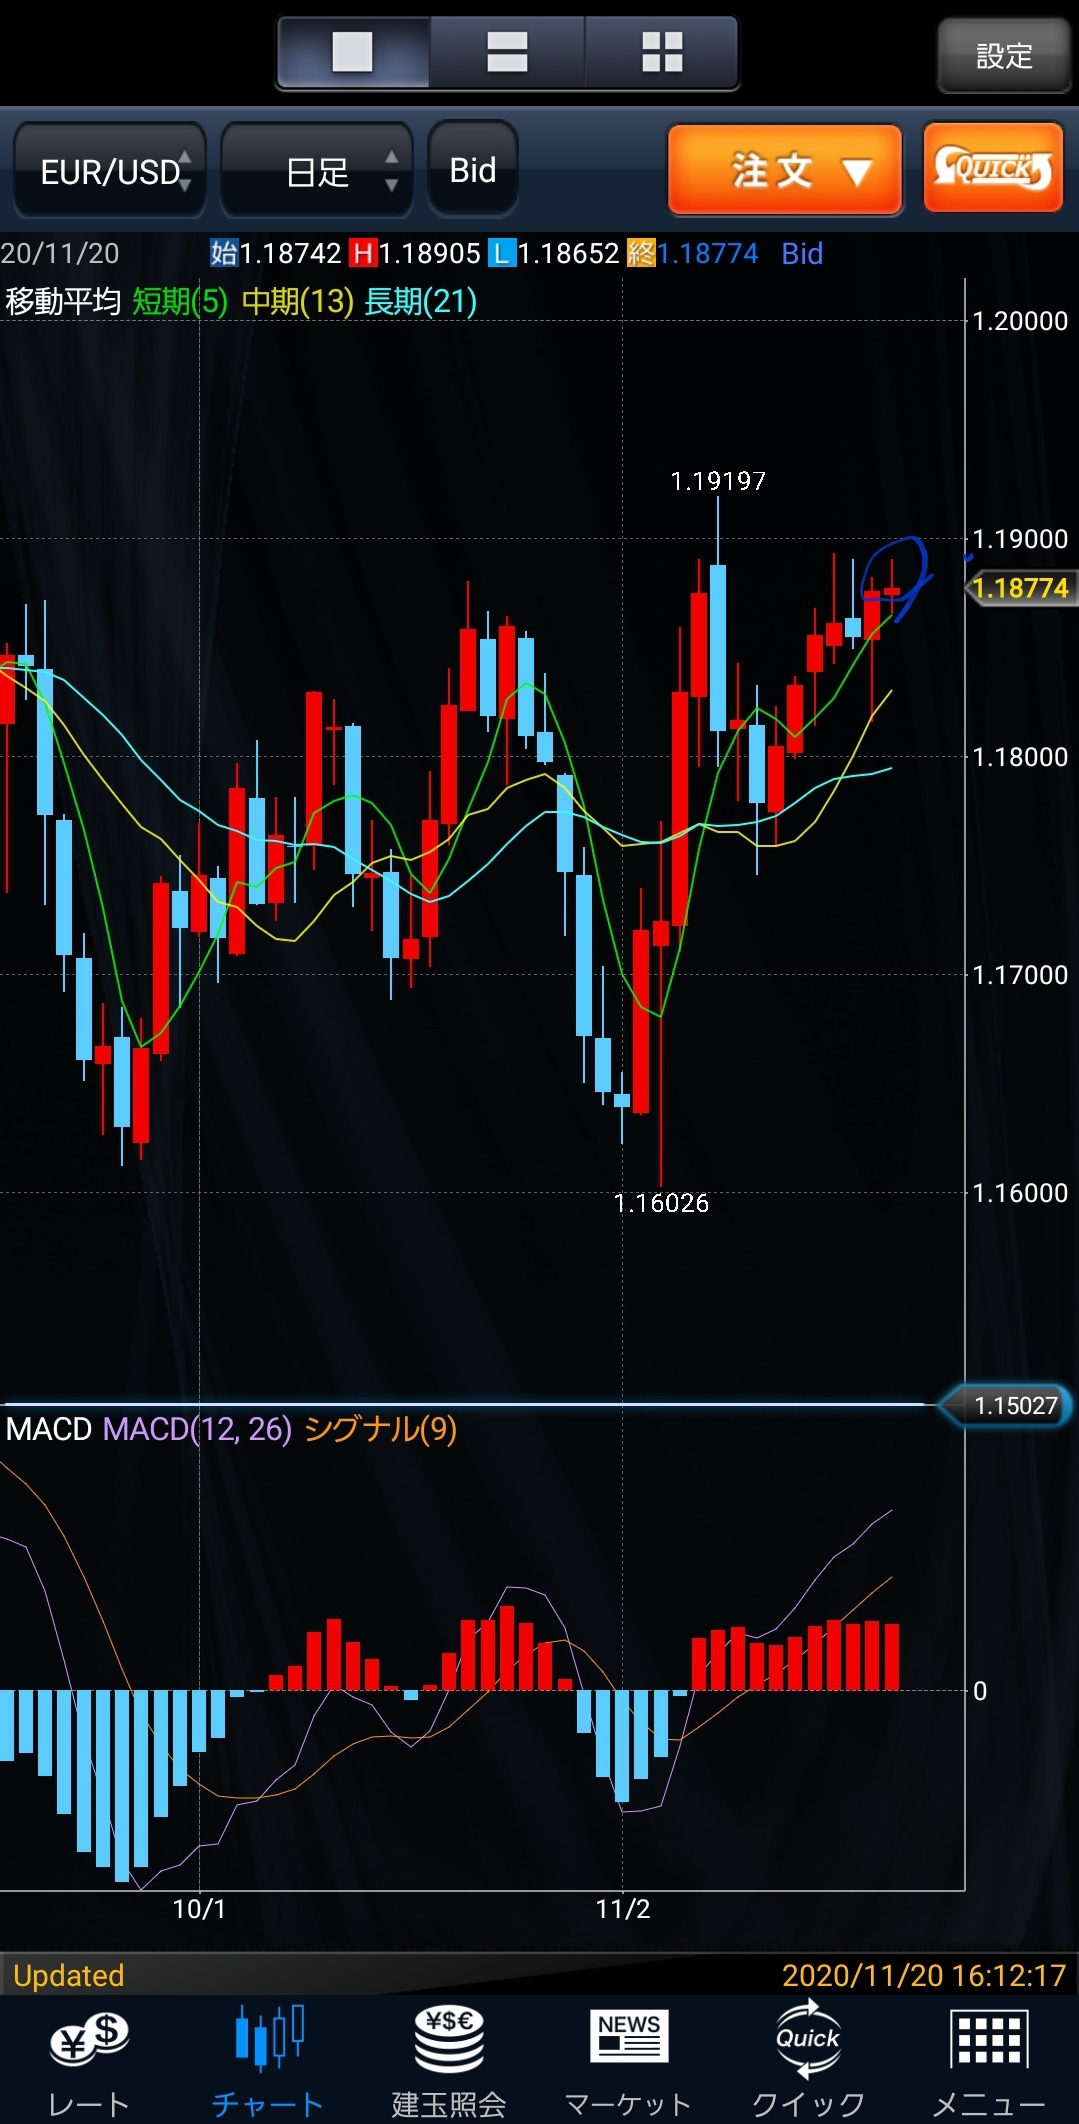 設定
EUR/USD 日足 Bid 注文 ▼ QUICK
20/11/20 始1.18742 H1.18905 L1.18652 終1.18774 Bid
移動平均 短期(5) 中期(13) 長期(21)
1.20000
1.19197
1.19000
1.18774
1.18000
1.17000
1.16000
1.16026
1.15027
MACD MACD(12, 26) シグナル(9)
0
10/1 11/2
Updated 2020/11/20 16:12:17
¥$ ¥$€ NEWS Quick
レート チャート 建玉照会 マーケット クイック メニュー